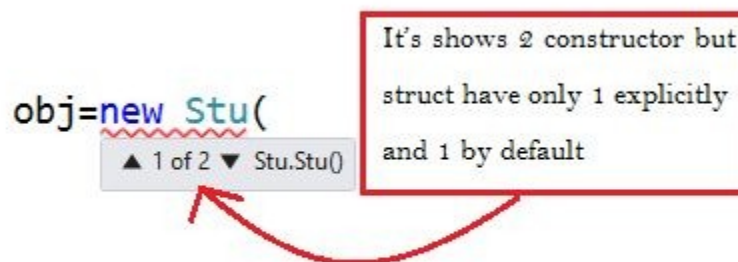 It's shows 2 constructor but
struct have only 1 explicitly
and 1 by default
obj=new Stu(
▲ 1 of 2 ▼ Stu.Stu()